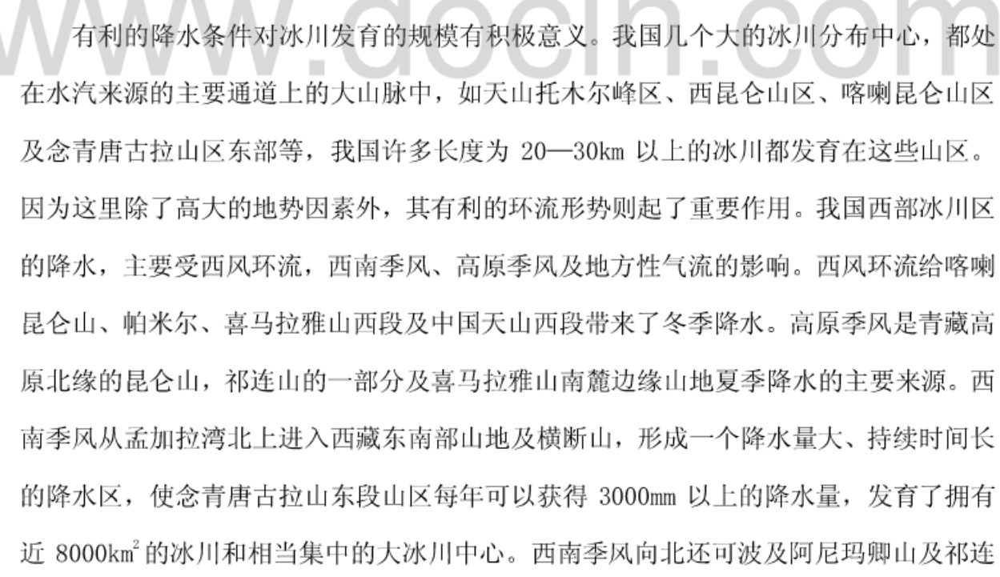 www.docin.com
有利的降水条件对冰川发育的规模有积极意义。我国几个大的冰川分布中心，都处
在水汽来源的主要通道上的大山脉中，如天山托木尔峰区、西昆仑山区、喀喇昆仑山区
及念青唐古拉山区东部等，我国许多长度为 20—30km 以上的冰川都发育在这些山区。
因为这里除了高大的地势因素外，其有利的环流形势则起了重要作用。我国西部冰川区
的降水，主要受西风环流，西南季风、高原季风及地方性气流的影响。西风环流给喀喇
昆仑山、帕米尔、喜马拉雅山西段及中国天山西段带来了冬季降水。高原季风是青藏高
原北缘的昆仑山，祁连山的一部分及喜马拉雅山南麓边缘山地夏季降水的主要来源。西
南季风从孟加拉湾北上进入西藏东南部山地及横断山，形成一个降水量大、持续时间长
的降水区，使念青唐古拉山东段山区每年可以获得 3000mm 以上的降水量，发育了拥有
近 8000km²的冰川和相当集中的大冰川中心。西南季风向北还可波及阿尼玛卿山及祁连